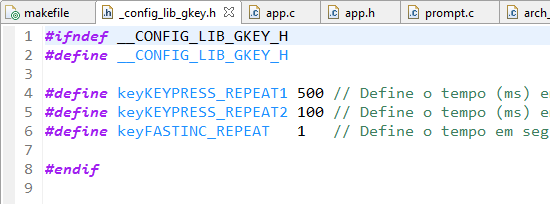 makefile _config_lib_gkey.h app.c app.h prompt.c arch_
1 #ifndef __CONFIG_LIB_GKEY_H
2 #define __CONFIG_LIB_GKEY_H
3
4 #define keyKEYPRESS_REPEAT1 500 // Define o tempo (ms) e
5 #define keyKEYPRESS_REPEAT2 100 // Define o tempo (ms) e
6 #define keyFASTINC_REPEAT 1 // Define o tempo em seg
7
8 #endif
9